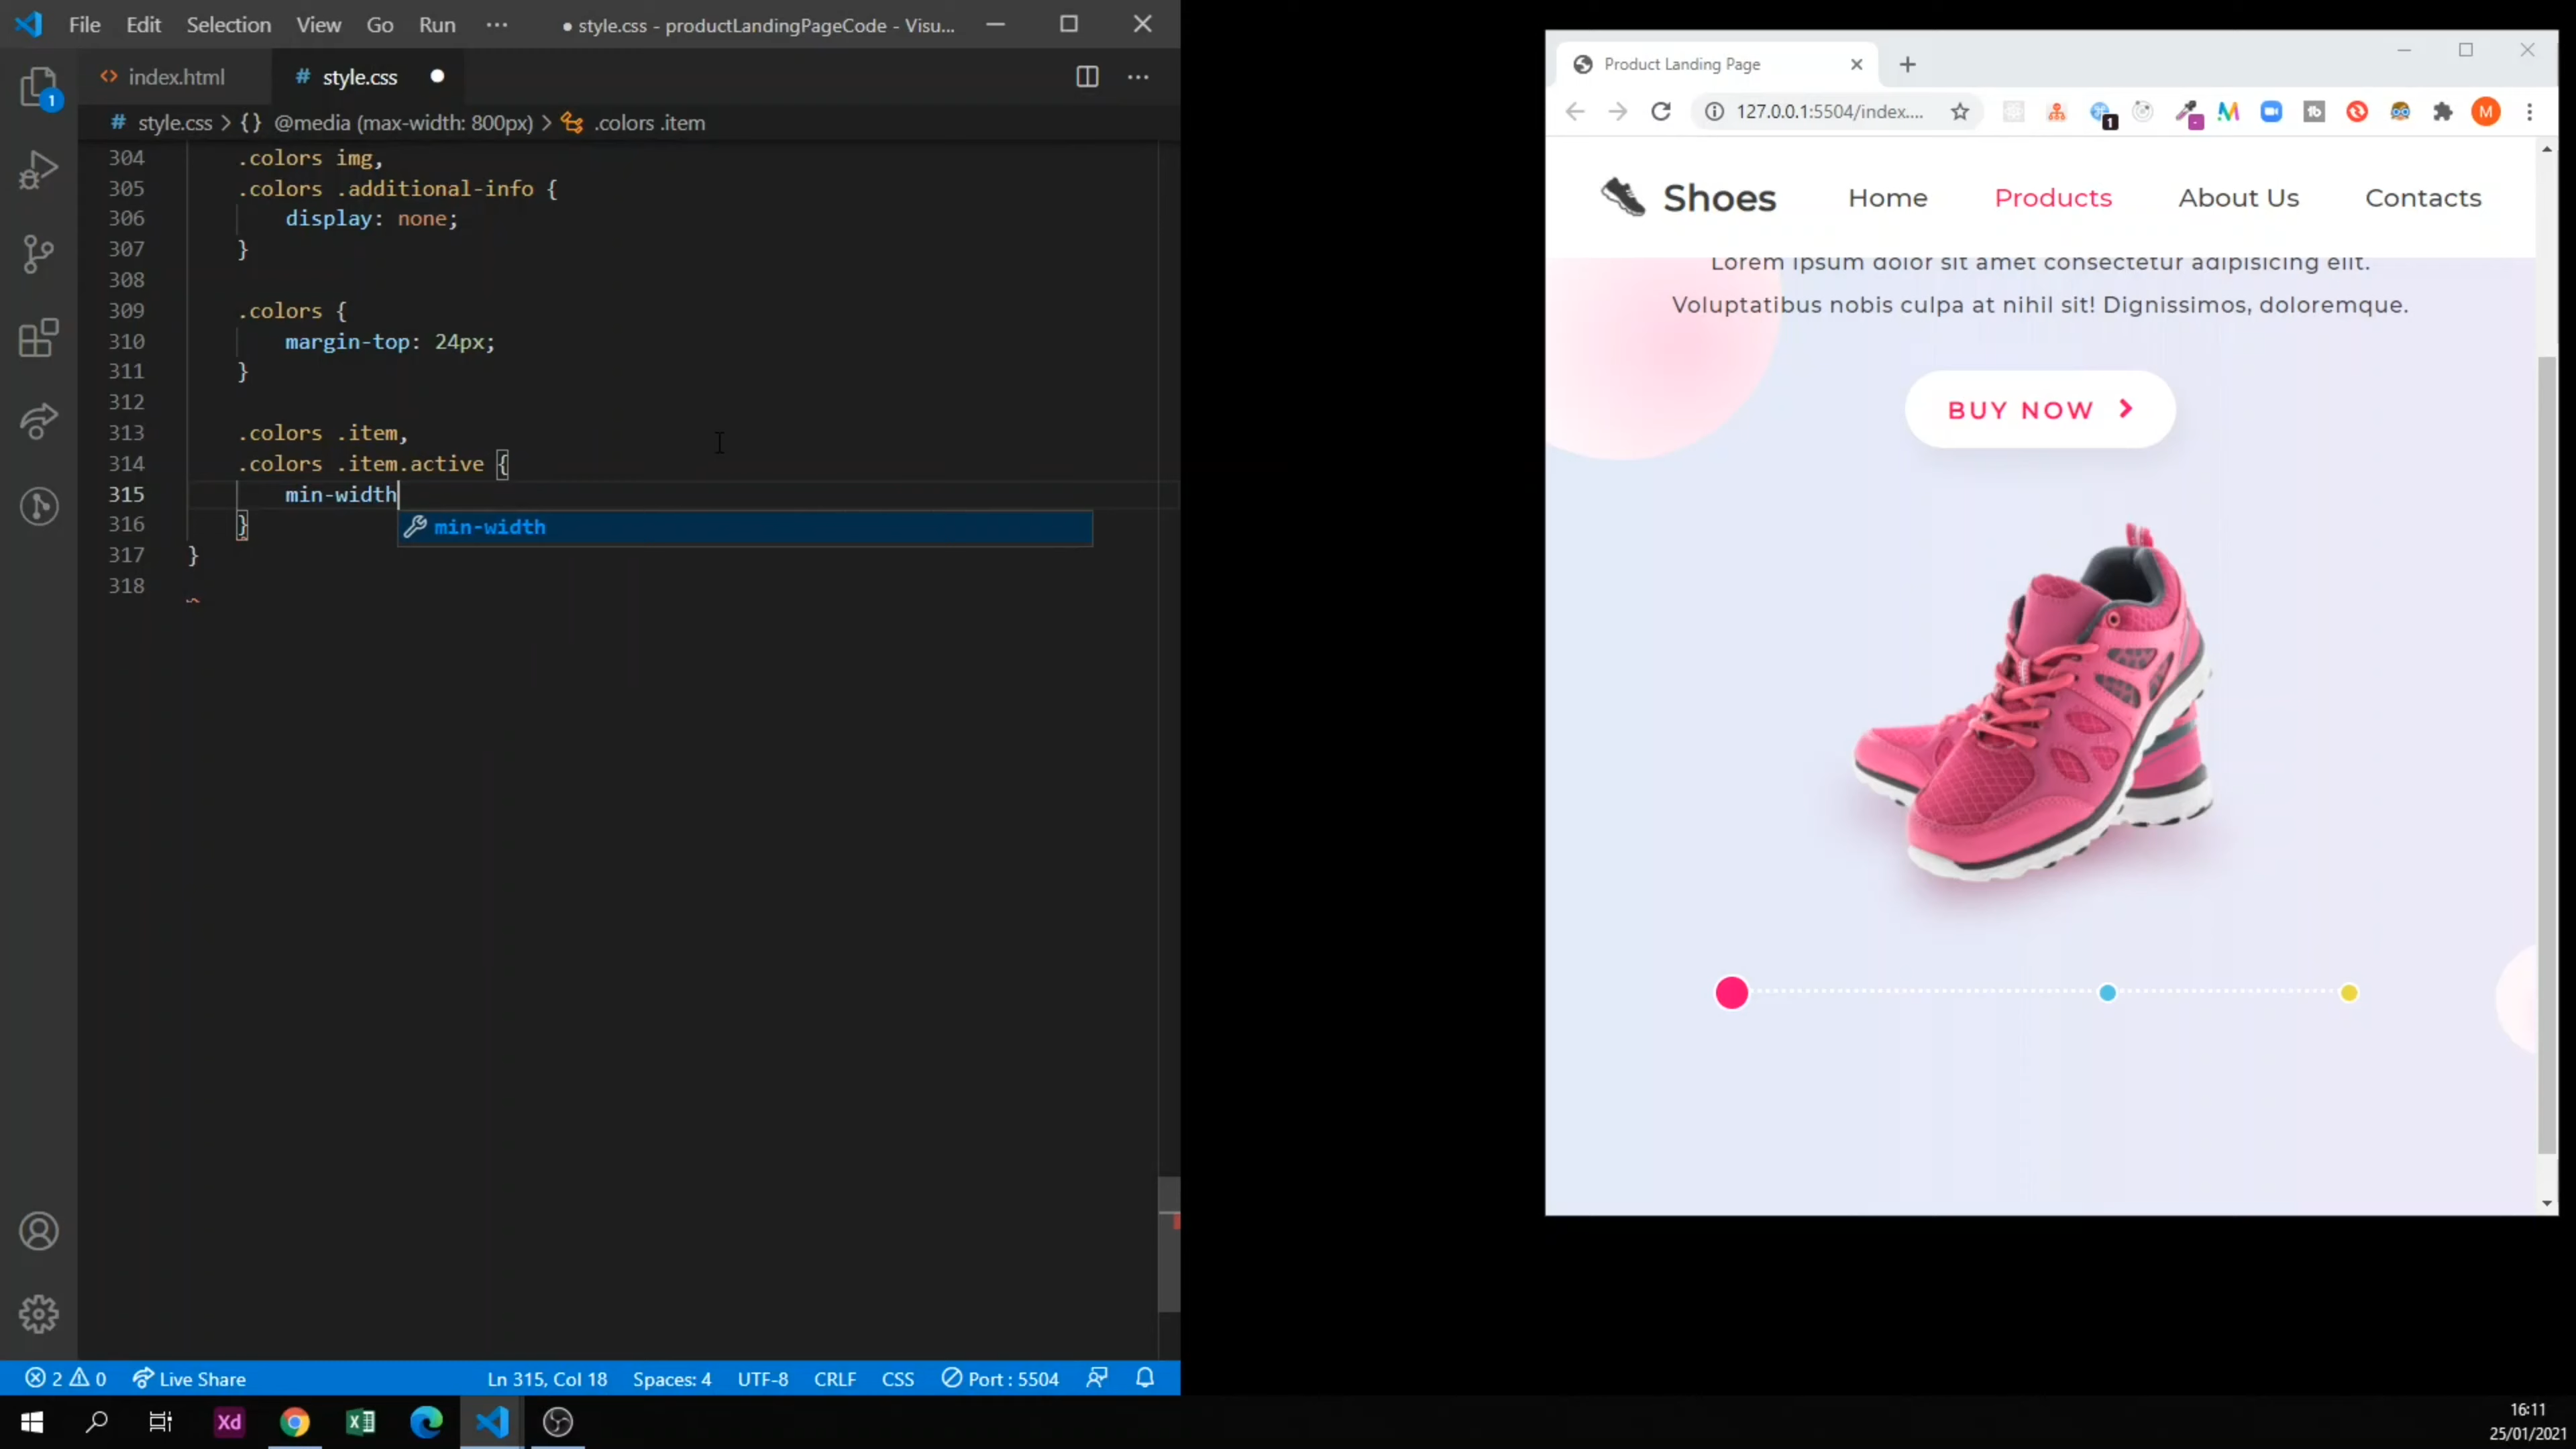 File Edit Selection View Go Run ···
● style.css - productLandingPageCode - Visu...
index.html
# style.css ●
# style.css > {} @media (max-width: 800px) > .colors .item
304 .colors img,
305 .colors .additional-info {
306 display: none;
307 }
308
309 .colors {
310 margin-top: 24px;
311 }
312
313 .colors .item,
314 .colors .item.active {
315 min-width
min-width
316 }
317 }
318
1
2 0 Live Share Ln 315, Col 18 Spaces: 4 UTF-8 CRLF CSS Port : 5504
Product Landing Page
127.0.0.1:5504/index....
1
M
Shoes Home Products About Us Contacts
Lorem ipsum dolor sit amet consectetur adipisicing elit.
Voluptatibus nobis culpa at nihil sit! Dignissimos, doloremque.
BUY NOW
Xd
16:11
25/01/2021